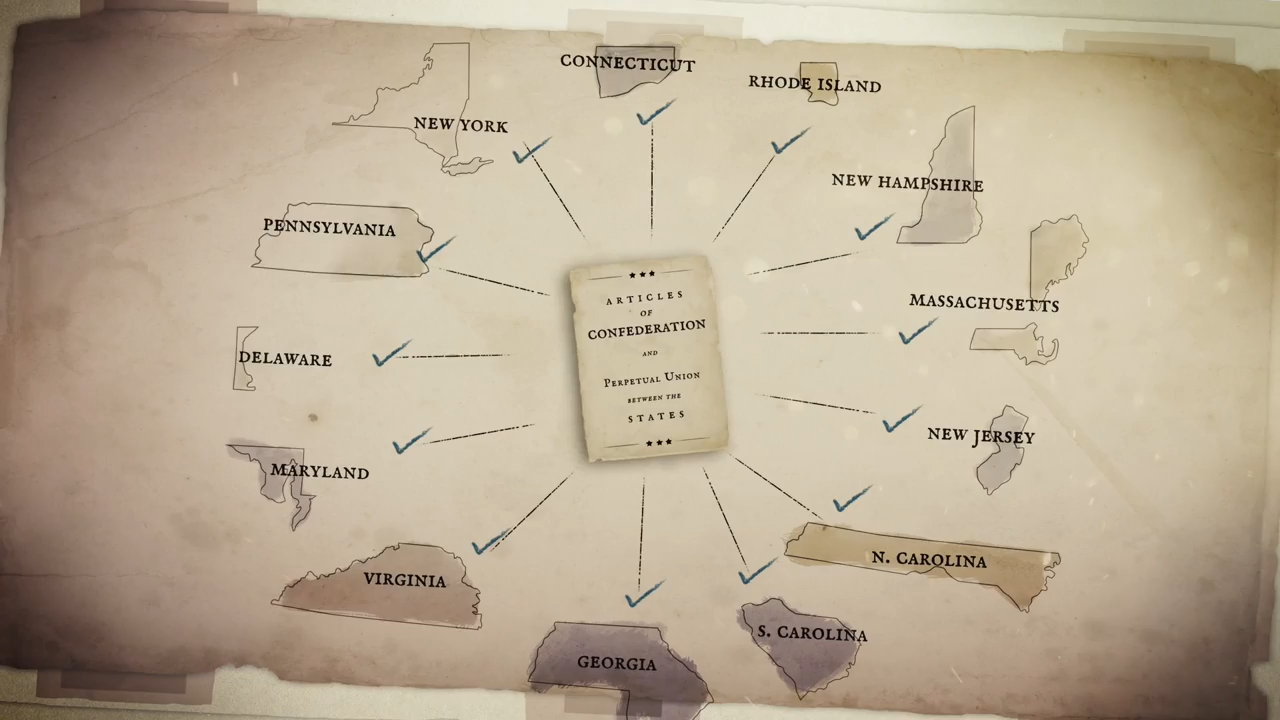 CONNECTICUT
RHODE ISLAND
NEW YORK
NEW HAMPSHIRE
PENNSYLVANIA
MASSACHUSETTS
DELAWARE
NEW JERSEY
MARYLAND
N. CAROLINA
VIRGINIA
S. CAROLINA
GEORGIA
ARTICLES
OF
CONFEDERATION
AND
PERPETUAL UNION
BETWEEN THE
STATES